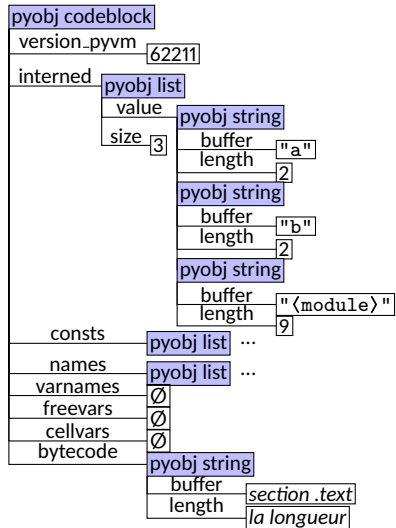 pyobj codeblock
version_pyvm 62211
interned pyobj list
value pyobj string
size 3
buffer "a"
length 2
pyobj string
buffer "b"
length 2
pyobj string
buffer "⟨module⟩"
length 9
consts pyobj list ...
names pyobj list ...
varnames Ø
freevars Ø
cellvars Ø
bytecode pyobj string
buffer section .text
length la longueur